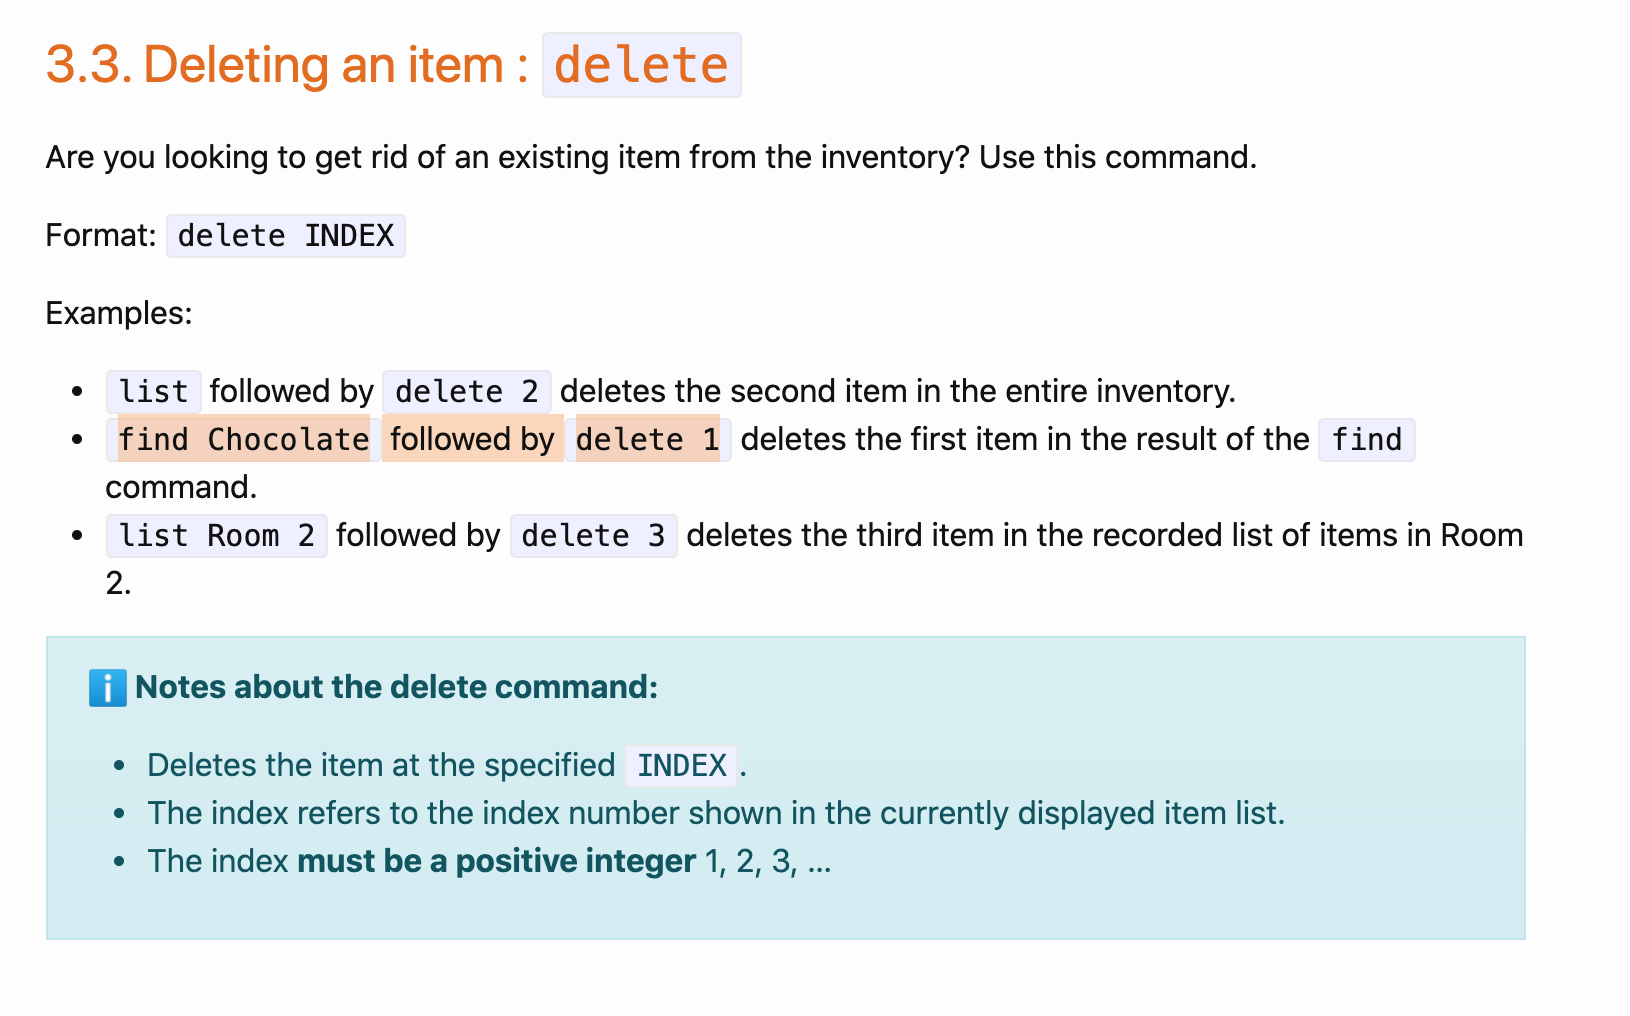 3.3. Deleting an item : delete
Are you looking to get rid of an existing item from the inventory? Use this command.
Format: delete INDEX
Examples:
• list followed by delete 2 deletes the second item in the entire inventory.
• find Chocolate followed by delete 1 deletes the first item in the result of the find
command.
• list Room 2 followed by delete 3 deletes the third item in the recorded list of items in Room
2.
i Notes about the delete command:
• Deletes the item at the specified INDEX.
• The index refers to the index number shown in the currently displayed item list.
• The index must be a positive integer 1, 2, 3, …